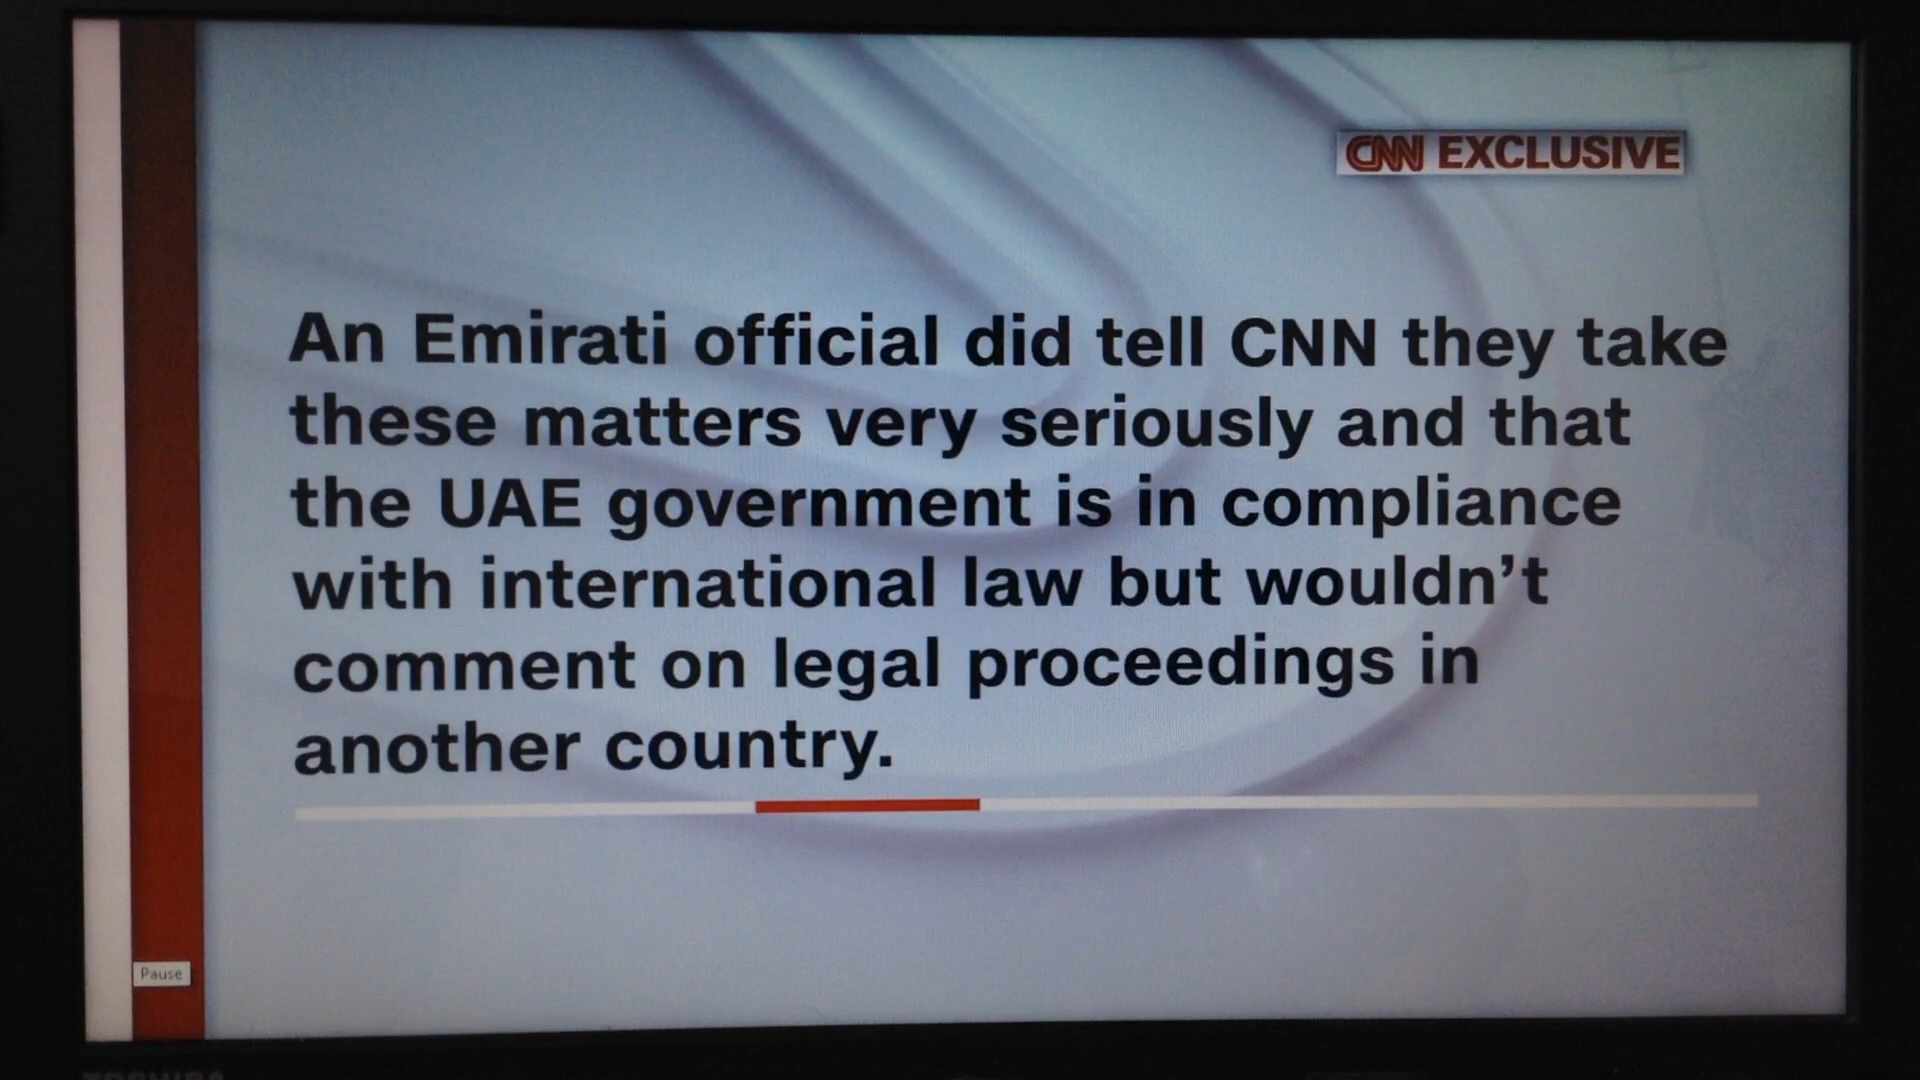 CNN EXCLUSIVE
An Emirati official did tell CNN they take
these matters very seriously and that
the UAE government is in compliance
with international law but wouldn’t
comment on legal proceedings in
another country.
Pause
TOSHIBA